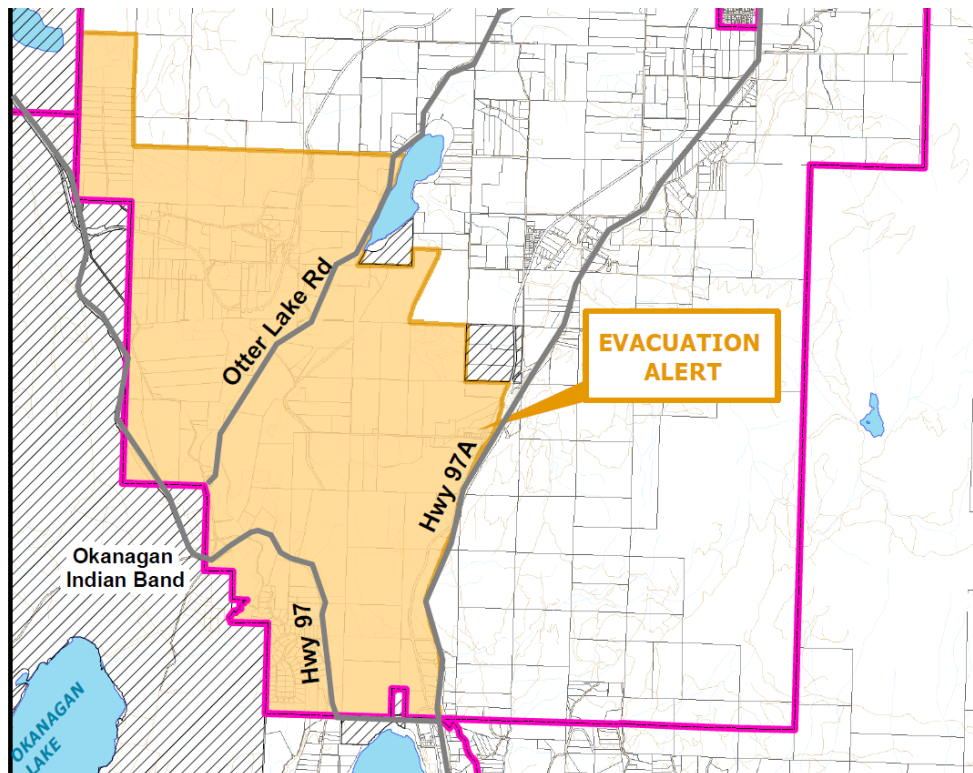 Otter Lake Rd
EVACUATION
ALERT
Hwy 97A
Okanagan
Indian Band
Hwy 97
OKANAGAN
LAKE